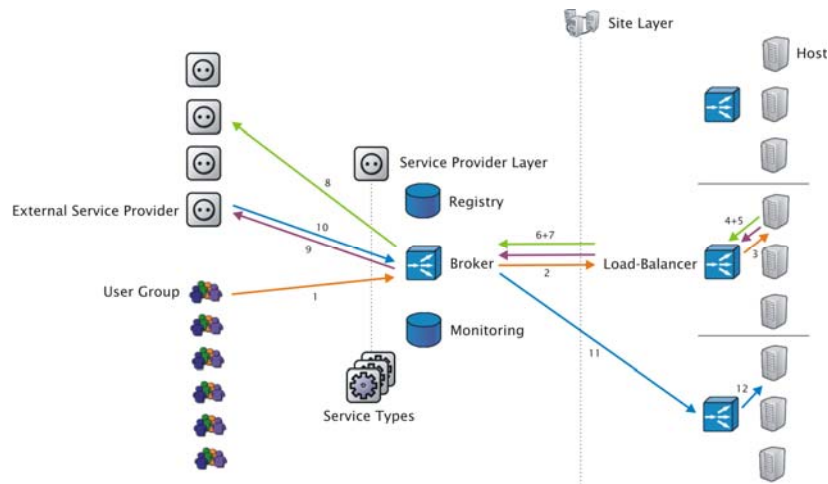 Site Layer
Host
Service Provider Layer
8
Registry
External Service Provider
10
9
4+5
6+7
Broker
2
Load-Balancer
3
User Group
1
Monitoring
11
12
Service Types